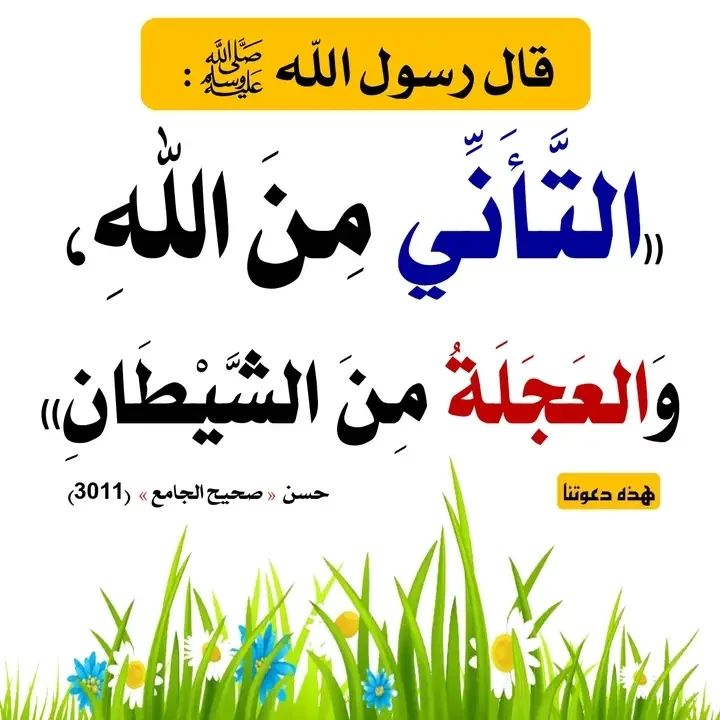 قال رسول الله ﷺ :
((التَّأَنِّي مِنَ اللهِ،
وَالعَجَلَةُ مِنَ الشَّيْطَانِ))
هذه دعوتنا
حسن « صحيح الجامع » (3011)